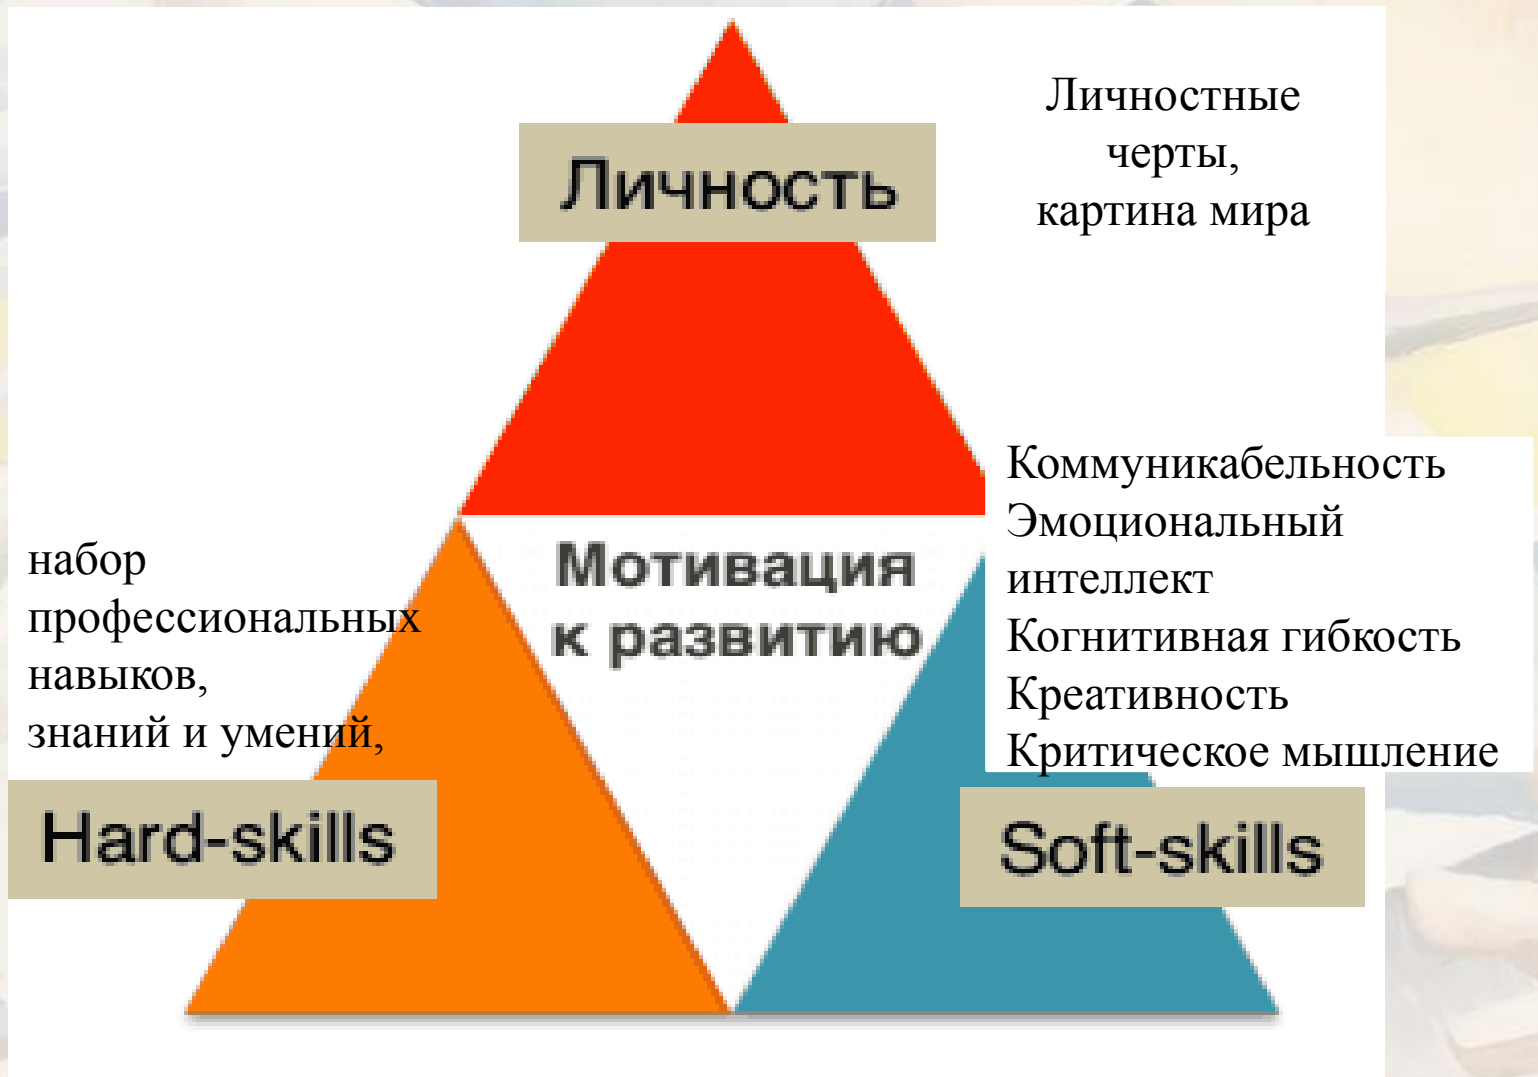 Личность
Личностные
черты,
картина мира
Мотивация
к развитию
набор
профессиональных
навыков,
знаний и умений,
Hard-skills
Коммуникабельность
Эмоциональный
интеллект
Когнитивная гибкость
Креативность
Критическое мышление
Soft-skills